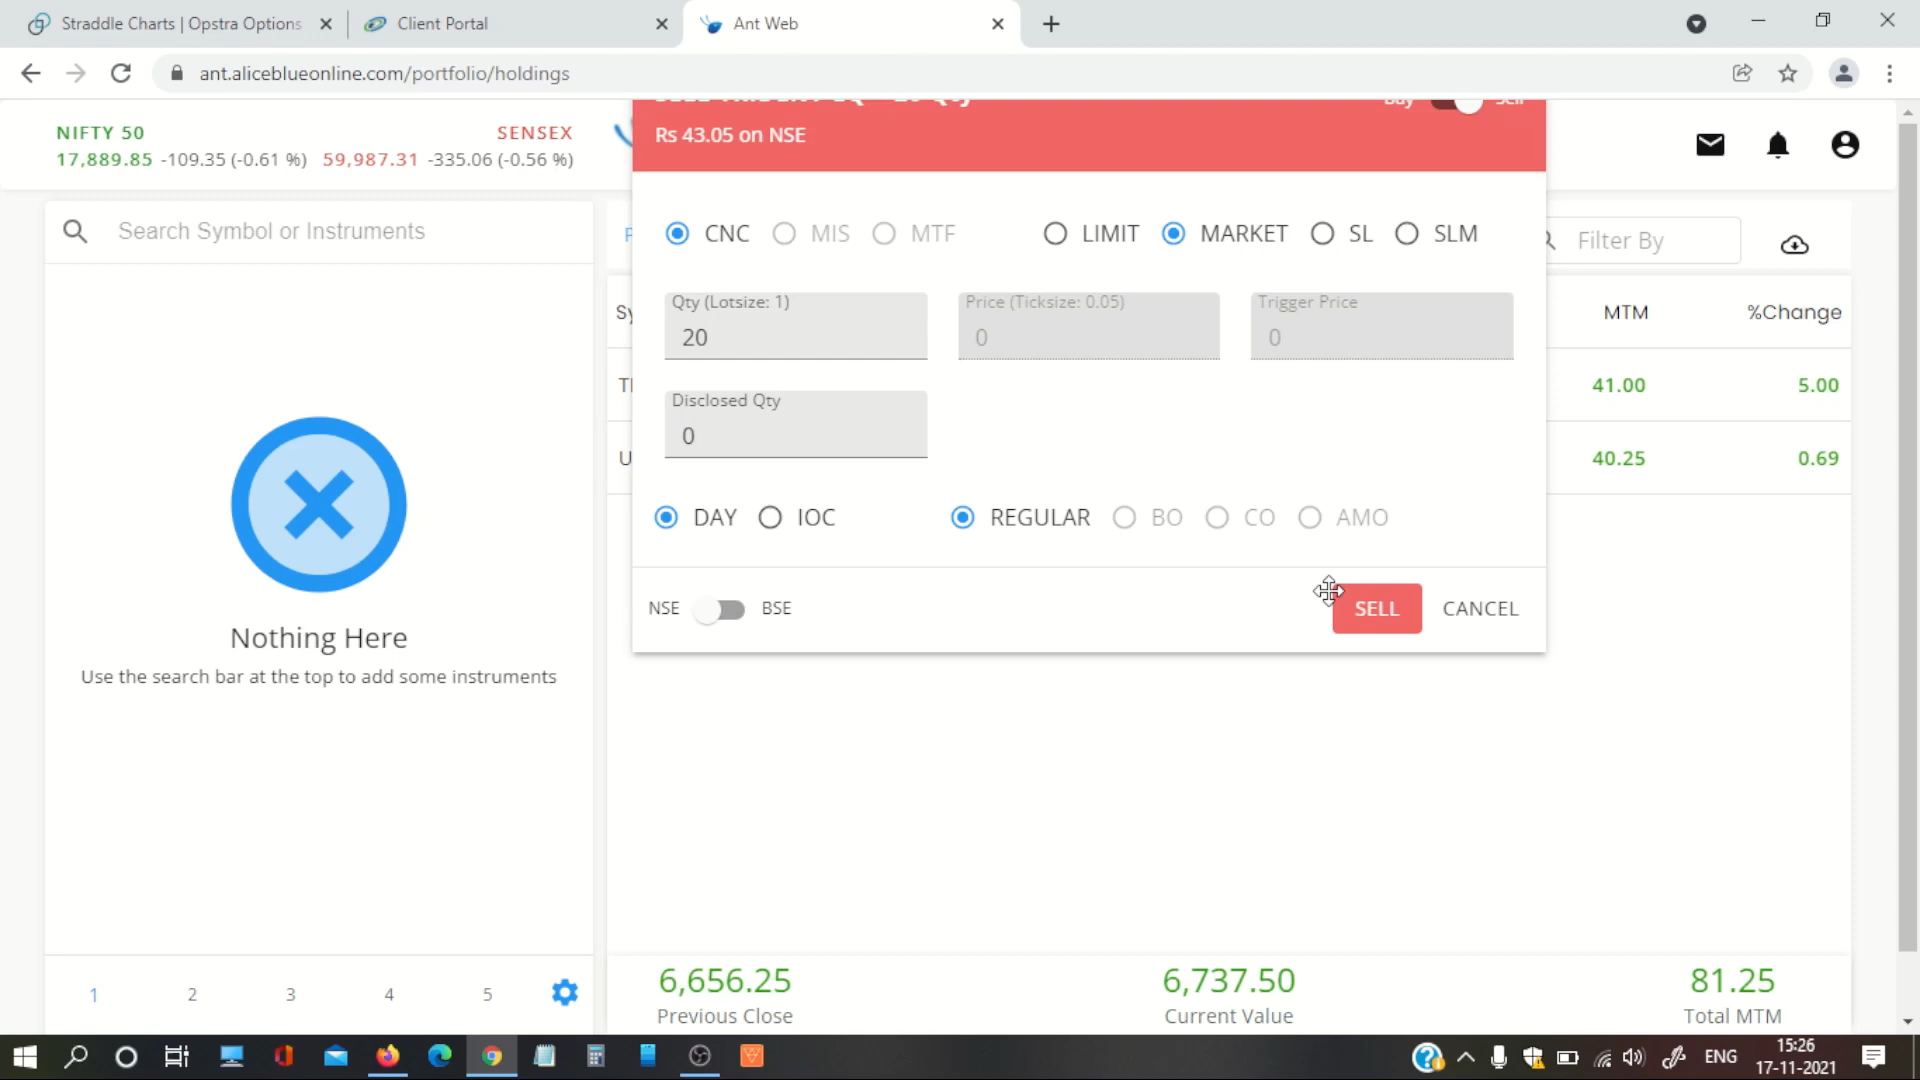 Straddle Charts | Opstra Options
Client Portal
Ant Web
ant.aliceblueonline.com/portfolio/holdings
NIFTY 50
SENSEX
17,889.85 -109.35 (-0.61 %) 59,987.31 -335.06 (-0.56 %)
Rs 43.05 on NSE
Search Symbol or Instruments
CNC MIS MTF LIMIT MARKET SL SLM
Filter By
Qty (Lotsize: 1)
20
Price (Ticksize: 0.05)
0
Trigger Price
0
MTM
%Change
Disclosed Qty
0
41.00
5.00
40.25
0.69
DAY IOC REGULAR BO CO AMO
NSE BSE
SELL CANCEL
Nothing Here
Use the search bar at the top to add some instruments
1 2 3 4 5
6,656.25
Previous Close
6,737.50
Current Value
81.25
Total MTM
ENG
15:26
17-11-2021